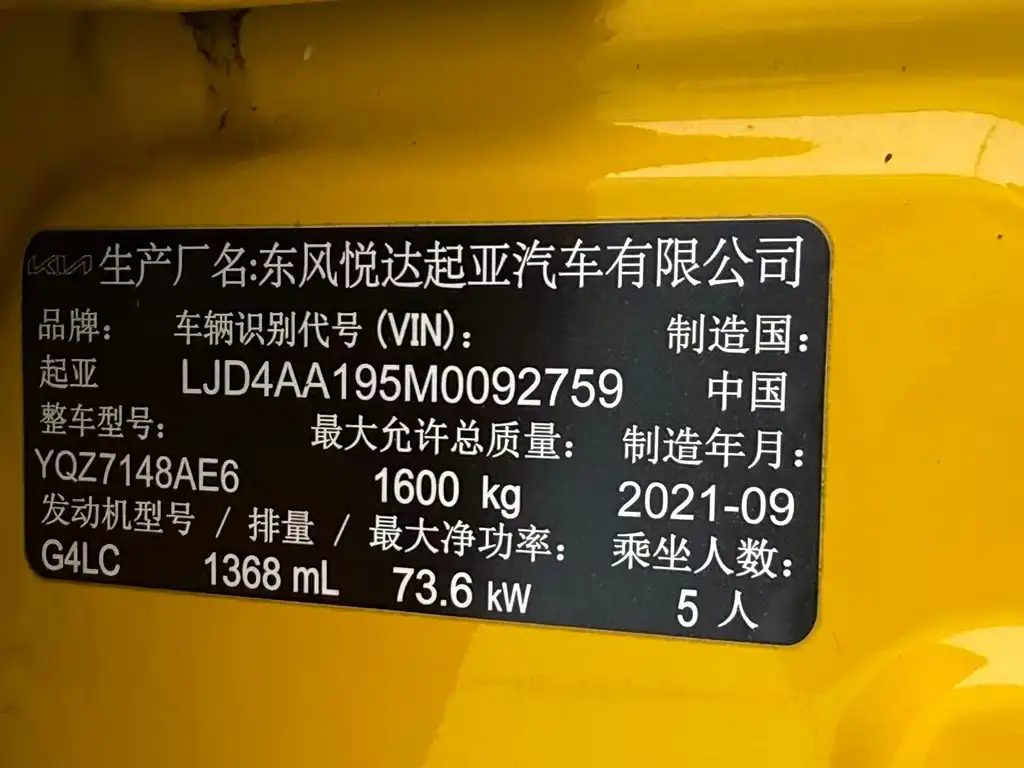 KIA 生产厂名:东风悦达起亚汽车有限公司
品牌: 车辆识别代号(VIN): 制造国:
起亚 LJD4AA195M0092759 中国
整车型号: 最大允许总质量: 制造年月:
YQZ7148AE6 1600 kg 2021-09
发动机型号 / 排量 / 最大净功率: 乘坐人数:
G4LC 1368 mL 73.6 kW 5 人